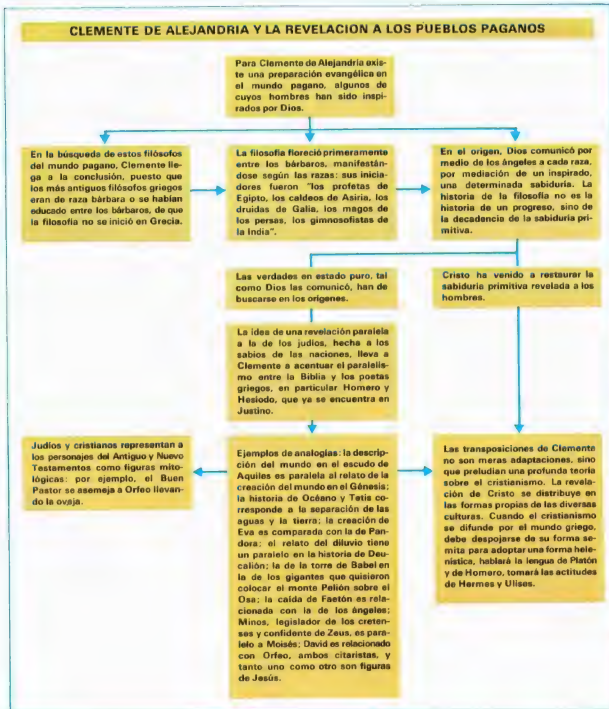 CLEMENTE DE ALEJANDRIA Y LA REVELACION A LOS PUEBLOS PAGANOS
Para Clemente de Alejandría exis-
te una preparación evangélica en
el mundo pagano, algunos de
cuyos hombres han sido inspi-
rados por Dios.
En la búsqueda de estos filósofos
del mundo pagano, Clemente lle-
ga a la conclusión, puesto que
los más antiguos filósofos griegos
eran de raza bárbara o se habían
educado entre los bárbaros, de que
la filosofía no se inició en Grecia.
La filosofía floreció primeramente
entre los bárbaros, manifestán-
dose según las razas: sus inicia-
dores fueron "los profetas de
Egipto, los caldeos de Asiria, los
druidas de Galia, los magos de
los persas, los gimnosofistas de
la India".
En el origen, Dios comunicó por
medio de los ángeles a cada raza,
por mediación de un inspirado,
una determinada sabiduría. La
historia de la filosofía no es la
historia de un progreso, sino de
la decadencia de la sabiduría pri-
mitiva.
Las verdades en estado puro, tal
como Dios las comunicó, han de
buscarse en los orígenes.
Cristo ha venido a restaurar la
sabiduría primitiva revelada a los
hombres.
La idea de una revelación paralela
a la de los judíos, hecha a los
sabios de las naciones, lleva a
Clemente a acentuar el paralelis-
mo entre la Biblia y los poetas
griegos, en particular Homero y
Hesíodo, que ya se encuentra en
Justino.
Judíos y cristianos representan a
los personajes del Antiguo y Nuevo
Testamentos como figuras mito-
lógicas: por ejemplo, el Buen
Pastor se asemeja a Orfeo llevan-
do la oveja.
Ejemplos de analogías: la descrip-
ción del mundo en el escudo de
Aquiles es paralela al relato de la
creación del mundo en el Génesis;
la historia de Océano y Tetis co-
rresponde a la separación de las
aguas y la tierra; la creación de
Eva es comparada con la de Pan-
dora; el relato del diluvio tiene
un paralelo en la historia de Deu-
calión; la de la torre de Babel en
la de los gigantes que quisieron
colocar el monte Pelión sobre el
Osa; la caída de Faetón es rela-
cionada con la de los ángeles;
Minos, legislador de los creten-
ses y confidente de Zeus, es para-
lelo a Moisés; David es relacionado
con Orfeo, ambos citaristas, y
tanto uno como otro son figuras
de Jesús.
Las transposiciones de Clemente
no son meras adaptaciones, sino
que preludian una profunda teoría
sobre el cristianismo. La revela-
ción de Cristo se distribuye en
las formas propias de las diversas
culturas. Cuando el cristianismo
se difunde por el mundo griego,
debe despojarse de su forma se-
mita para adoptar una forma hele-
nística, hablará la lengua de Platón
y de Homero, tomará las actitudes
de Hermes y Ulises.